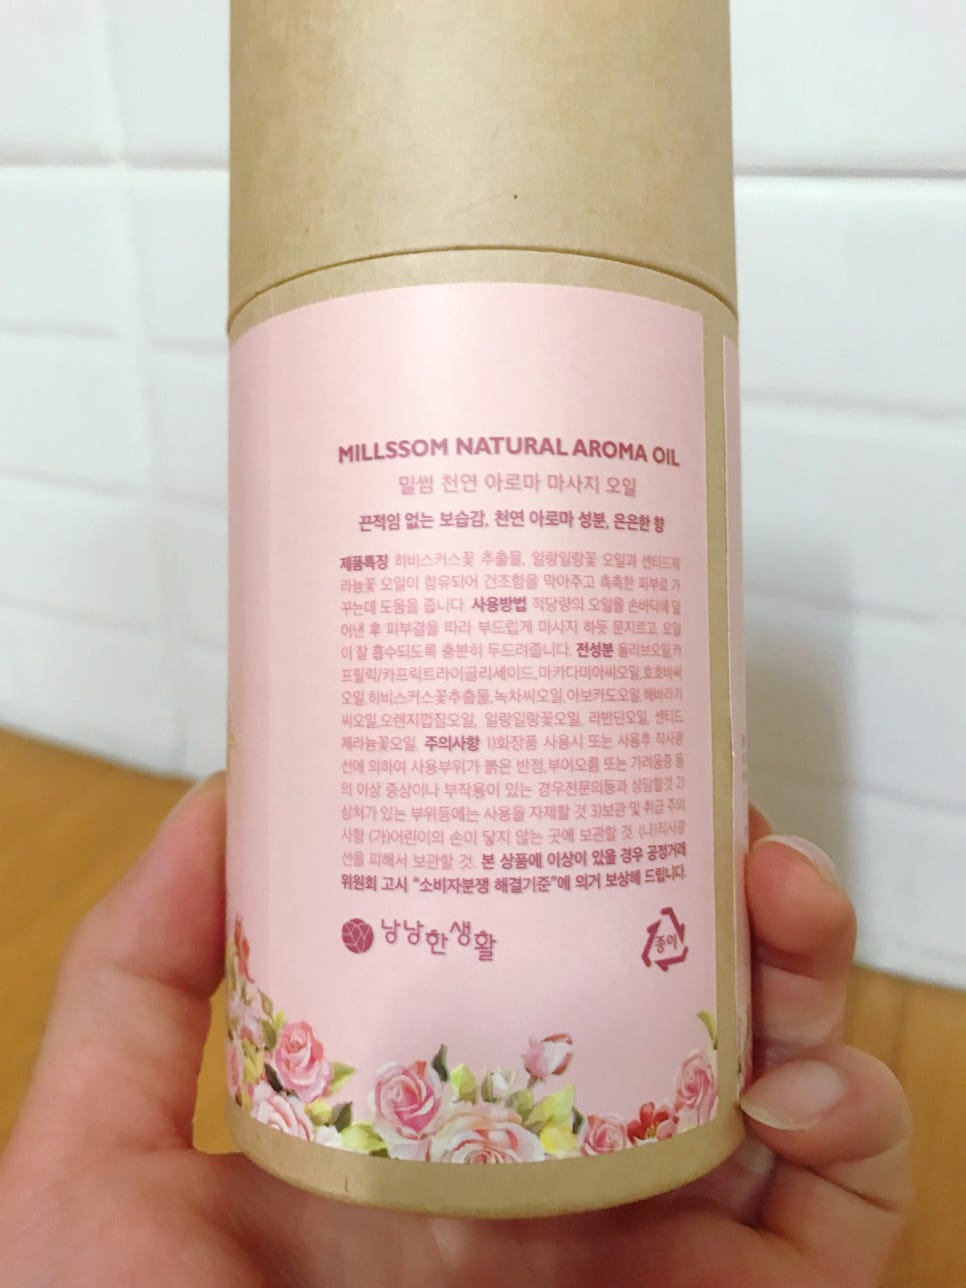 MILLSSOM NATURAL AROMA OIL
밀썸 천연 아로마 마사지 오일
끈적임 없는 보습감, 천연 아로마 성분, 은은한 향
제품특징 히비스커스꽃 추출물, 일랑일랑꽃 오일과 센티드제
라늄꽃 오일이 함유되어 건조함을 막아주고 촉촉한 피부로 가
꾸는데 도움을 줍니다. 사용방법 적당량의 오일을 손바닥에 덜
어낸 후 피부결을 따라 부드럽게 마사지 하듯 문지르고, 오일
이 잘 흡수되도록 충분히 두드려줍니다. 전성분 올리브오일,카
프릴릭/카프릭트라이글리세이드,마카다미아씨오일,호호바씨
오일,히비스커스꽃추출물,녹차씨오일,아보카도오일,해바라기
씨오일,오렌지껍질오일, 일랑일랑꽃오일, 라반딘오일, 센티드
제라늄꽃오일. 주의사항 1)화장품 사용시 또는 사용후 직사광
선에 의하여 사용부위가 붉은 반점,부어오름 또는 가려움증 등
의 이상 증상이나 부작용이 있는 경우전문의등과 상담할것 2)
상처가 있는 부위등에는 사용을 자제할 것 3)보관 및 취급 주의
사항 (가)어린이의 손이 닿지 않는 곳에 보관할 것. (나)직사광
선을 피해서 보관할 것. 본 상품에 이상이 있을 경우 공정거래
위원회 고시 "소비자분쟁 해결기준"에 의거 보상해 드립니다.
낭낭한생활
종이